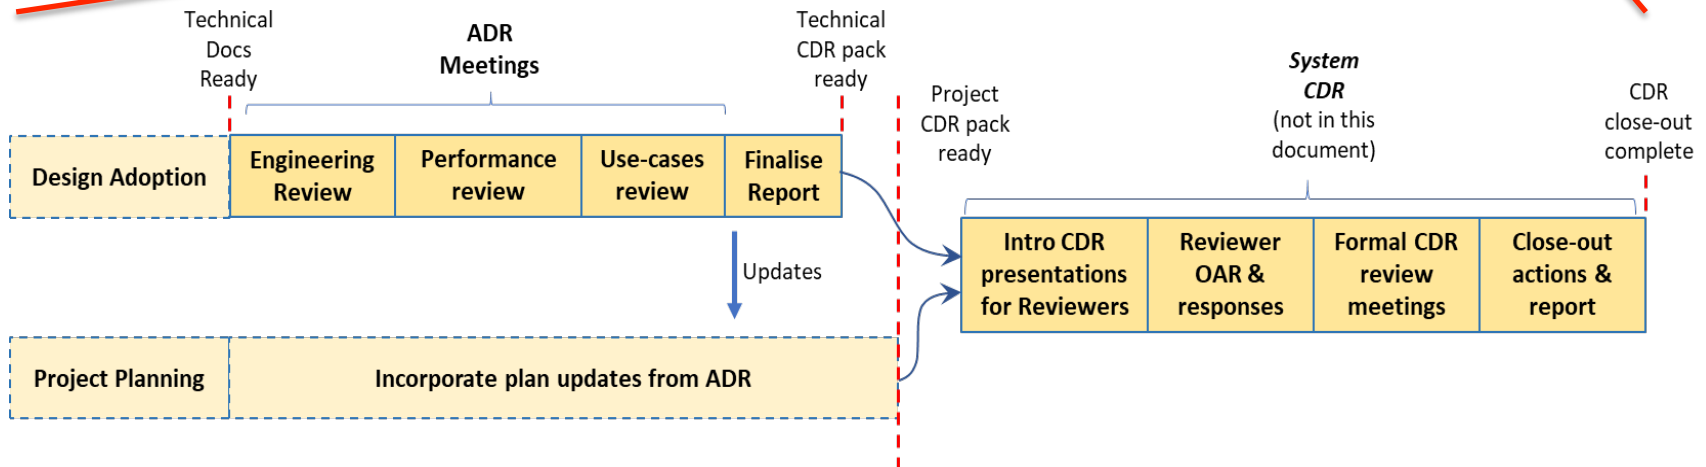 Technical
Docs
Ready
ADR
Meetings
Technical
CDR pack
ready
Project
CDR pack
ready
System
CDR
(not in this
document)
CDR
close-out
complete
Design Adoption
Engineering
Review
Performance
review
Use-cases
review
Finalise
Report
Updates
Intro CDR
presentations
for Reviewers
Reviewer
OAR &
responses
Formal CDR
review
meetings
Close-out
actions &
report
Project Planning
Incorporate plan updates from ADR